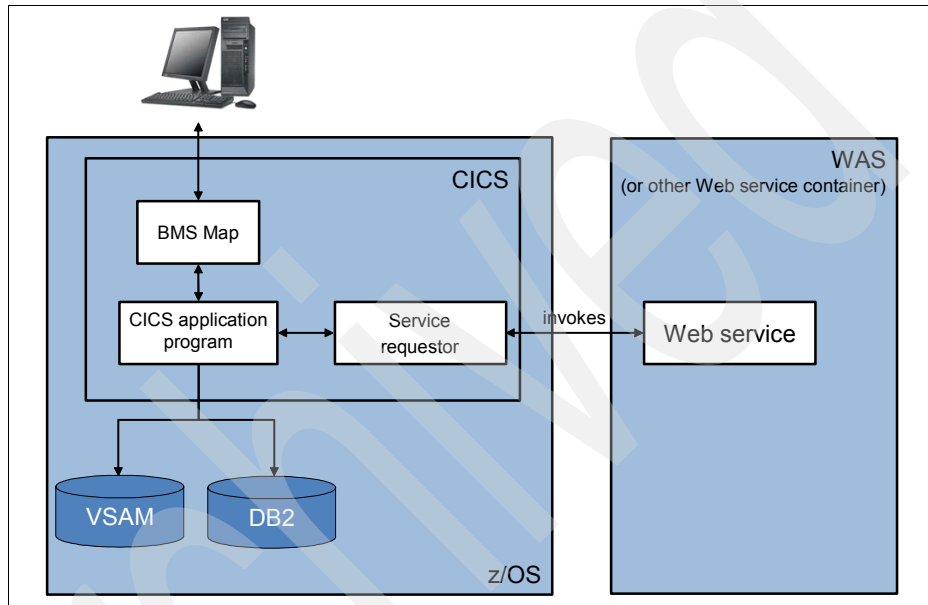 CICS
WAS
(or other Web service container)
BMS Map
CICS application
program
Service
requestor
invokes
Web service
VSAM
DB2
z/OS